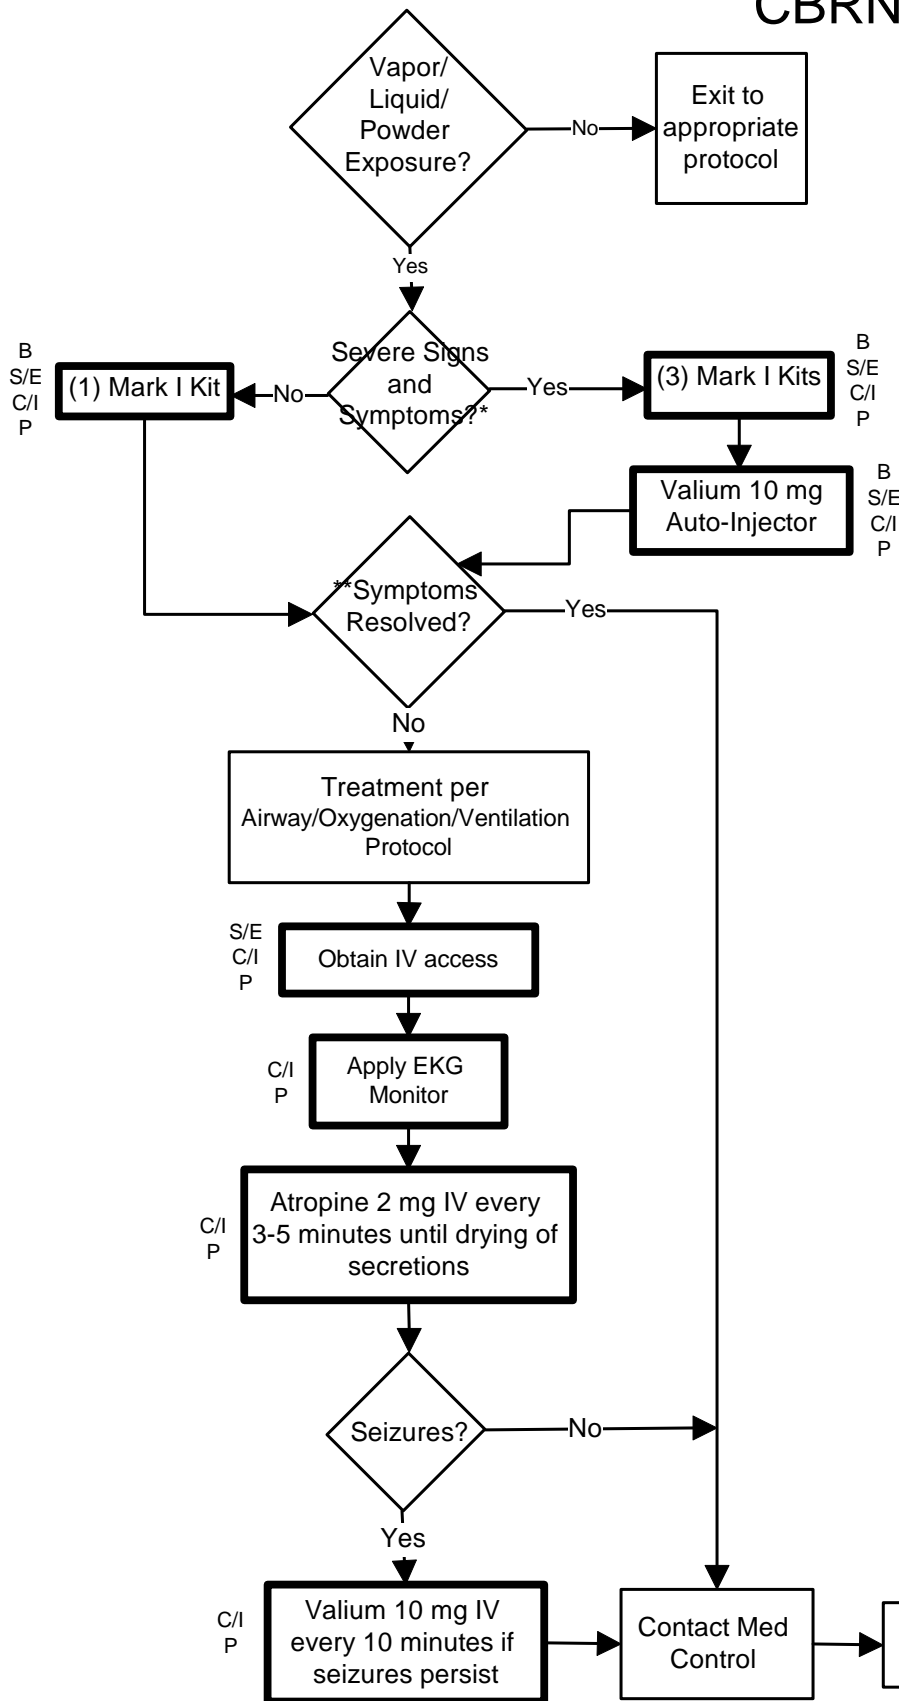 CBRN
Vapor/
Liquid/
Powder
Exposure?
No
Exit to
appropriate
protocol
Yes
B
S/E
C/I
P
(1) Mark I Kit
No
Severe Signs
and
Symptoms?*
Yes
(3) Mark I Kits
B
S/E
C/I
P
Valium 10 mg
Auto-Injector
B
S/E
C/I
P
**Symptoms
Resolved?
Yes
No
Treatment per
Airway/Oxygenation/Ventilation
Protocol
S/E
C/I
P
Obtain IV access
C/I
P
Apply EKG
Monitor
C/I
P
Atropine 2 mg IV every
3-5 minutes until drying of
secretions
Seizures?
No
Yes
C/I
P
Valium 10 mg IV
every 10 minutes if
seizures persist
Contact Med
Control